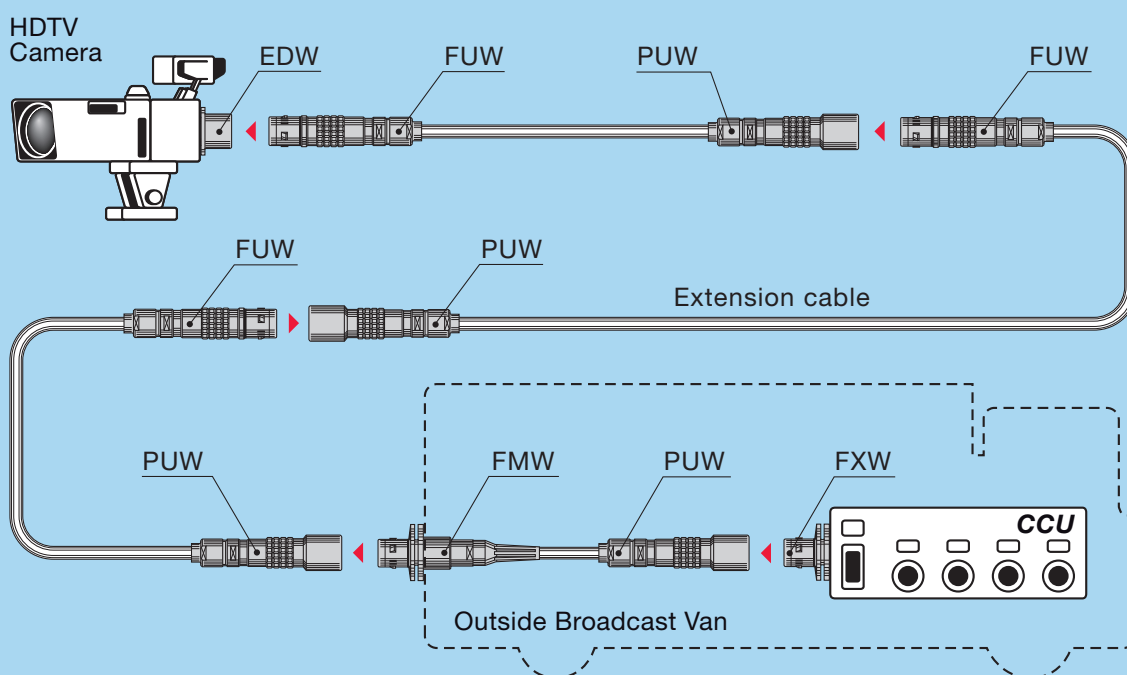 HDTV
Camera
EDW
FUW
PUW
FUW
FUW
PUW
Extension cable
PUW
FMW
PUW
FXW
CCU
Outside Broadcast Van